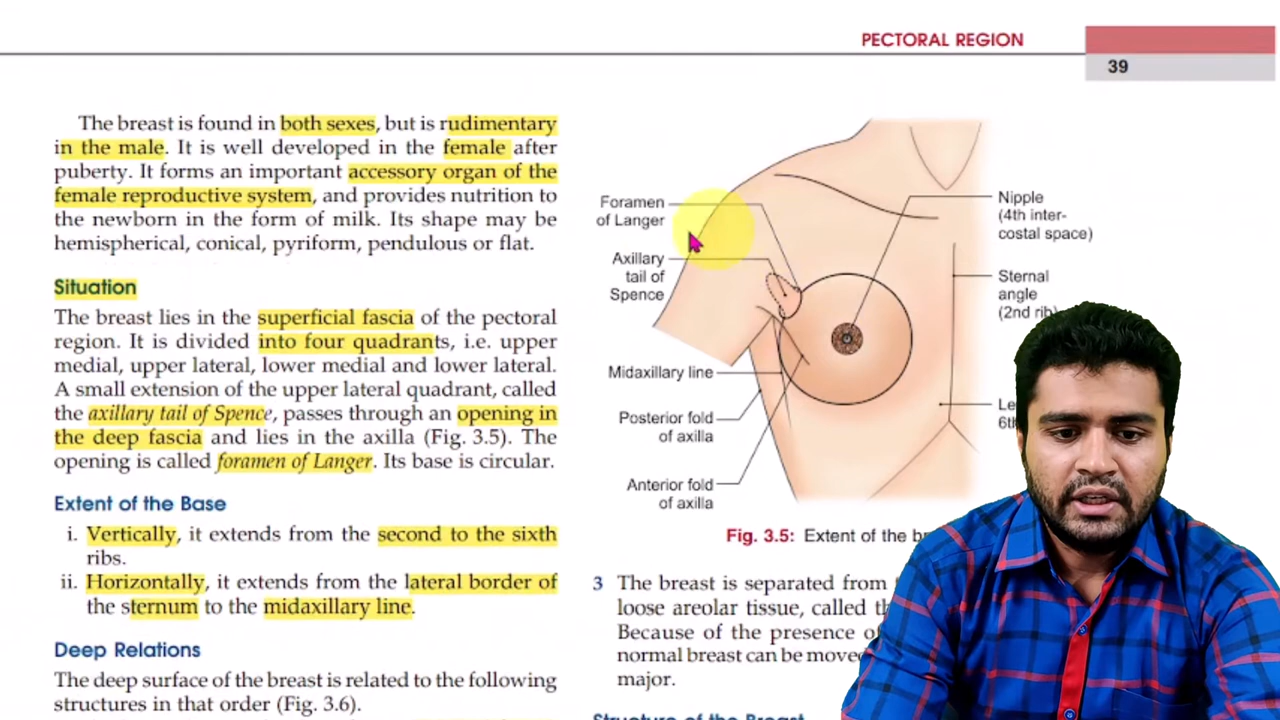 PECTORAL REGION
39
The breast is found in both sexes, but is rudimentary
in the male. It is well developed in the female after
puberty. It forms an important accessory organ of the
female reproductive system, and provides nutrition to
the newborn in the form of milk. Its shape may be
hemispherical, conical, pyriform, pendulous or flat.
Situation
The breast lies in the superficial fascia of the pectoral
region. It is divided into four quadrants, i.e. upper
medial, upper lateral, lower medial and lower lateral.
A small extension of the upper lateral quadrant, called
the axillary tail of Spence, passes through an opening in
the deep fascia and lies in the axilla (Fig. 3.5). The
opening is called foramen of Langer. Its base is circular.
Extent of the Base
i. Vertically, it extends from the second to the sixth
ribs.
ii. Horizontally, it extends from the lateral border of
the sternum to the midaxillary line.
Deep Relations
The deep surface of the breast is related to the following
structures in that order (Fig. 3.6).
Foramen
of Langer
Axillary
tail of
Spence
Midaxillary line
Posterior fold
of axilla
Anterior fold
of axilla
Nipple
(4th inter-
costal space)
Sternal
angle
(2nd rib)
Fig. 3.5: Extent of the
3 The breast is separated from
loose areolar tissue, called
Because of the presence
normal breast can be moved
major.
Structure of the Breast